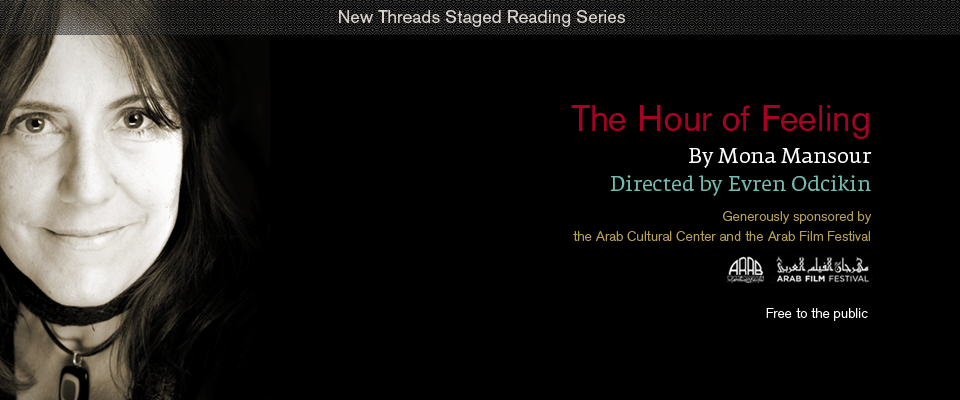 New Threads Staged Reading Series
The Hour of Feeling
By Mona Mansour
Directed by Evren Odcikin
Generously sponsored by
the Arab Cultural Center and the Arab Film Festival
ARAB
مهرجان الفيلم العربي
ARAB FILM FESTIVAL
Free to the public